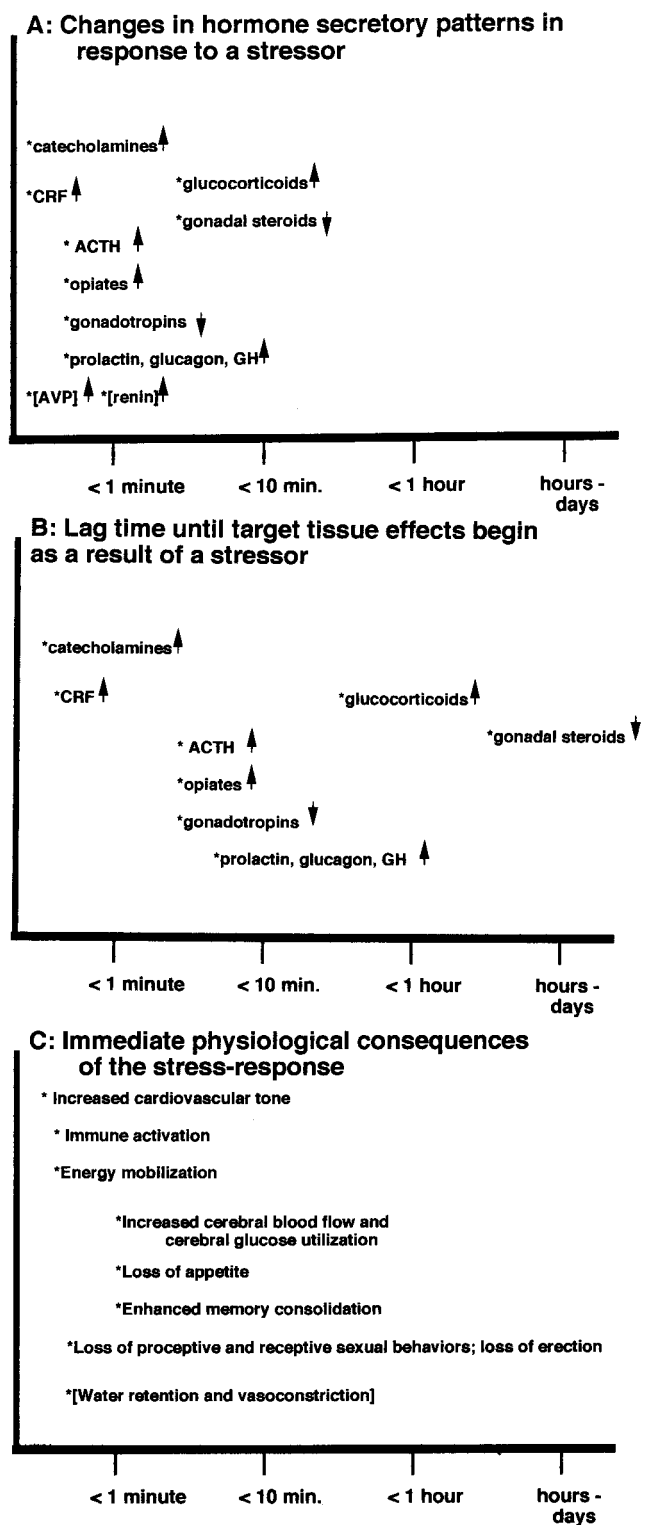 A: Changes in hormone secretory patterns in
response to a stressor
*catecholamines
*glucocorticoids
*CRF
*gonadal steroids
* ACTH
*opiates
*gonadotropins
*prolactin, glucagon, GH
*[AVP] *[renin]
< 1 minute < 10 min. < 1 hour hours -
days
B: Lag time until target tissue effects begin
as a result of a stressor
*catecholamines
*CRF *glucocorticoids
*gonadal steroids
* ACTH
*opiates
*gonadotropins
*prolactin, glucagon, GH
< 1 minute < 10 min. < 1 hour hours -
days
C: Immediate physiological consequences
of the stress-response
* Increased cardiovascular tone
* Immune activation
*Energy mobilization
*Increased cerebral blood flow and
cerebral glucose utilization
*Loss of appetite
*Enhanced memory consolidation
*Loss of proceptive and receptive sexual behaviors; loss of erection
*[Water retention and vasoconstriction]
< 1 minute < 10 min. < 1 hour hours -
days